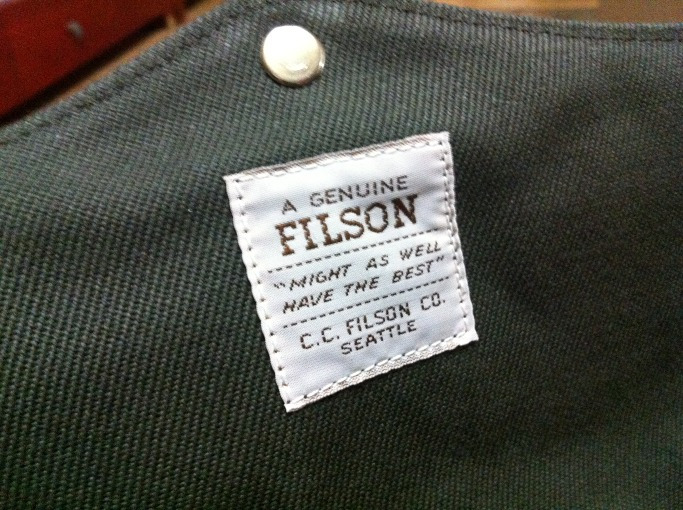 A GENUINE
FILSON
"MIGHT AS WELL
HAVE THE BEST"
C.C. FILSON CO.
SEATTLE